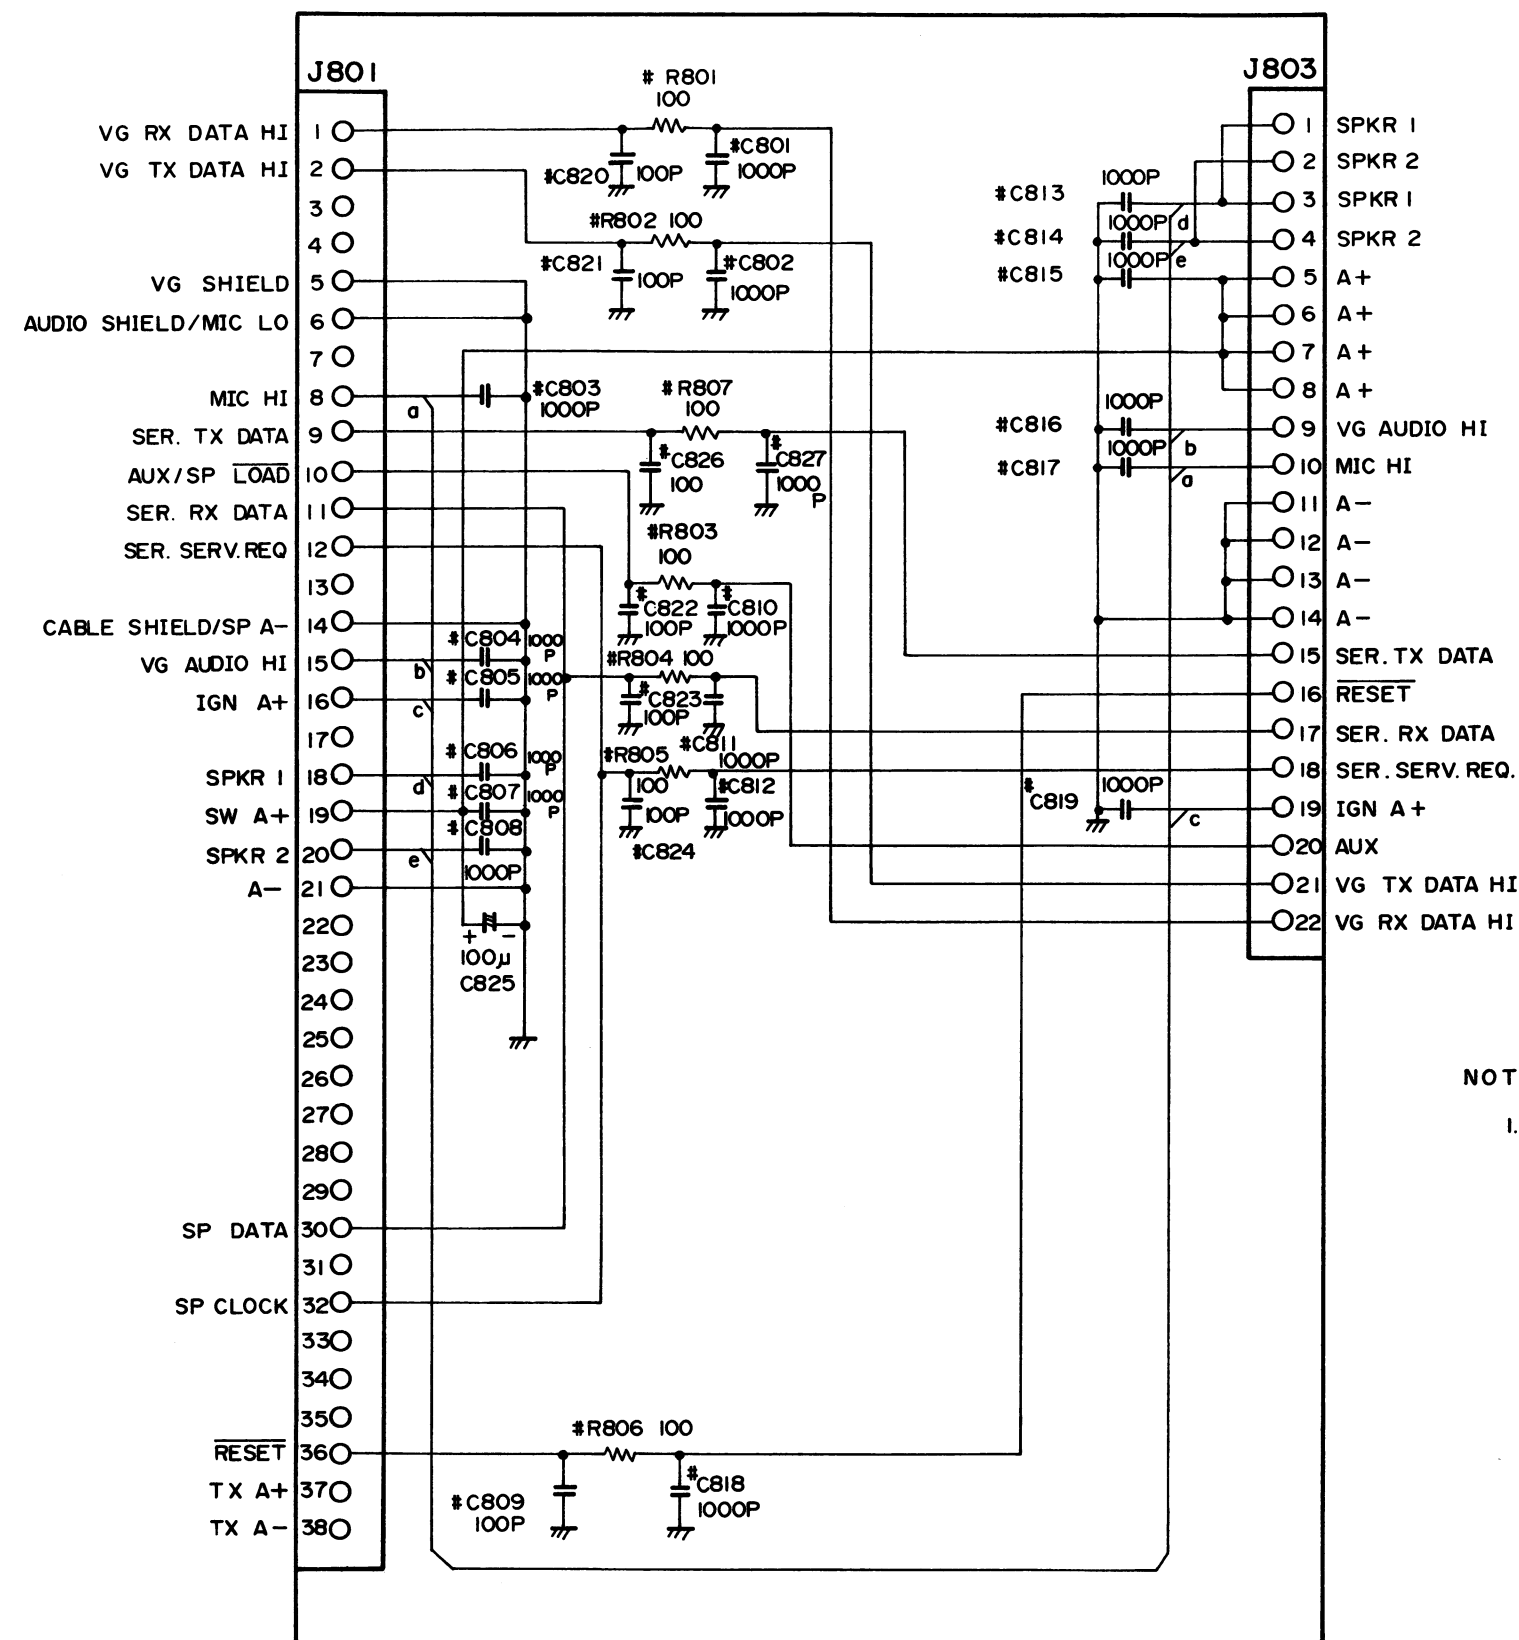 J801
J803
# R801
100
VG RX DATA HI 1
#C820 100P
#C801
1000P
1 SPKR 1
VG TX DATA HI 2
2 SPKR 2
3
#C813 1000P
d
3 SPKR 1
#R802 100
4
#C821 100P
#C802
1000P
#C814 1000P
e
4 SPKR 2
VG SHIELD 5
#C815 1000P
5 A+
AUDIO SHIELD/MIC LO 6
6 A+
7
7 A+
MIC HI 8
a
#C803
1000P
# R807
100
8 A+
SER. TX DATA 9
# C826
100
# C827
1000
P
#C816 1000P
b
9 VG AUDIO HI
AUX/SP LOAD 10
#C817 1000P
a
10 MIC HI
SER. RX DATA 11
11 A-
#R803
100
SER. SERV.REQ 12
12 A-
13
# C822
100P
# C810
1000P
13 A-
CABLE SHIELD/SP A- 14
14 A-
# C804 1000
P
VG AUDIO HI 15
b
#R804 100
15 SER.TX DATA
# C805 1000
P
IGN A+ 16
c
# C823
100P
16 RESET
17
#C811
1000P
17 SER. RX DATA
# C806 1000
P
#R805
100
SPKR 1 18
d
100P
#C824
#C812
1000P
18 SER.SERV.REQ.
# C807 1000
P
SW A+ 19
# C819 1000P
c
19 IGN A+
# C808
1000P
SPKR 2 20
e
20 AUX
A- 21
21 VG TX DATA HI
22
+ -
100µ
C825
22 VG RX DATA HI
23
24
25
26
NOT
27
1.
28
29
SP DATA 30
31
SP CLOCK 32
33
34
35
#R806 100
RESET 36
TX A+ 37
#C809
100P
# C818
1000P
TX A- 38